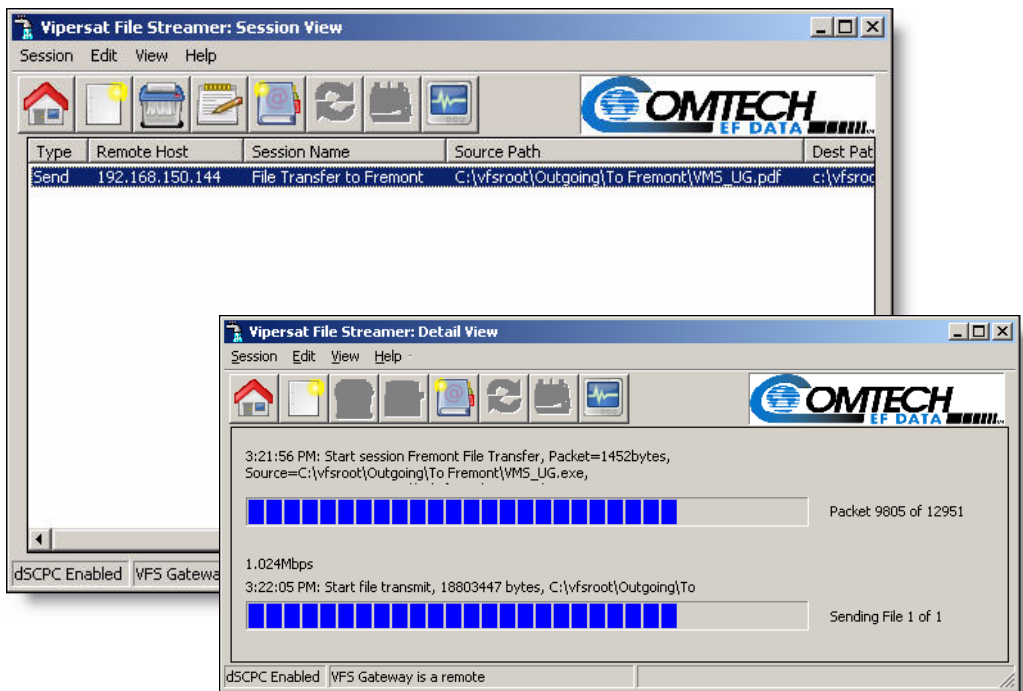 Vipersat File Streamer: Session View
Session Edit View Help
COMTECH
EF DATA
Type Remote Host Session Name Source Path Dest Pat
Send 192.168.150.144 File Transfer to Fremont C:\vfsroot\Outgoing\To Fremont\VMS_UG.pdf c:\vfsroc
dSCPC Enabled VFS Gatewa
Vipersat File Streamer: Detail View
Session Edit View Help
COMTECH
EF DATA
3:21:56 PM: Start session Fremont File Transfer, Packet=1452bytes,
Source=C:\vfsroot\Outgoing\To Fremont\VMS_UG.exe,
Packet 9805 of 12951
1.024Mbps
3:22:05 PM: Start file transmit, 18803447 bytes, C:\vfsroot\Outgoing\To
Sending File 1 of 1
dSCPC Enabled VFS Gateway is a remote